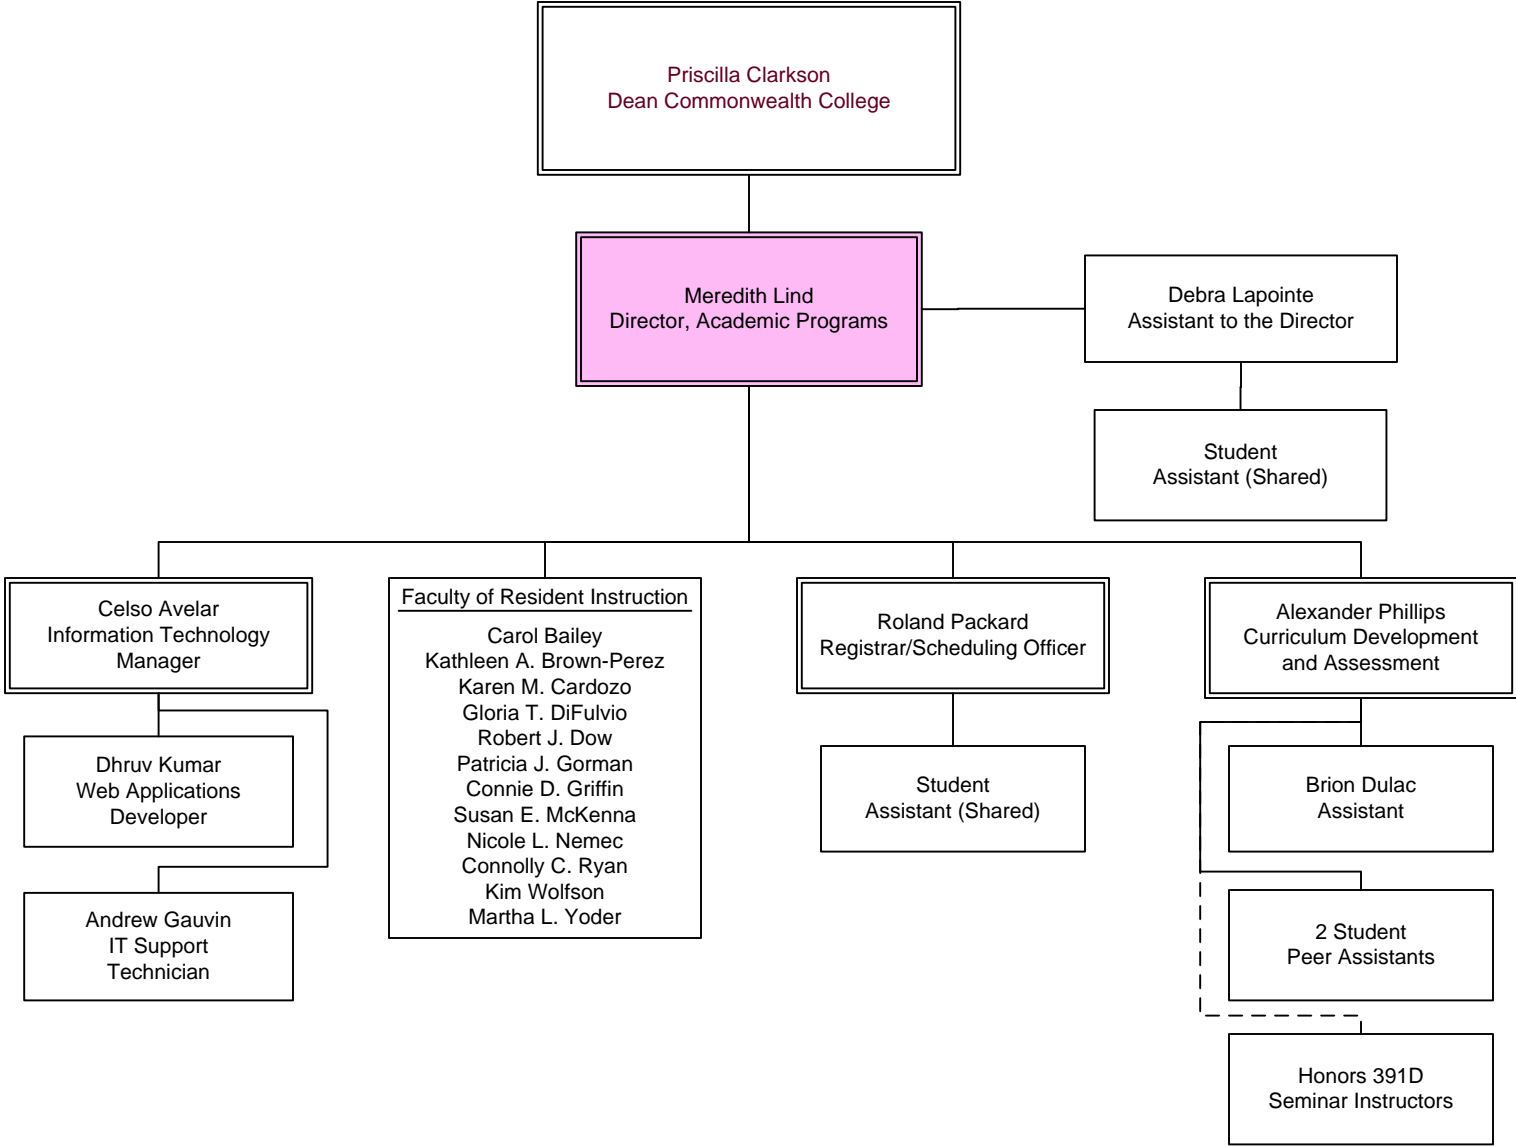 Priscilla Clarkson
Dean Commonwealth College
Meredith Lind
Director, Academic Programs
Debra Lapointe
Assistant to the Director
Student
Assistant (Shared)
Celso Avelar
Information Technology
Manager
Dhruv Kumar
Web Applications
Developer
Andrew Gauvin
IT Support
Technician
Faculty of Resident Instruction
Carol Bailey
Kathleen A. Brown-Perez
Karen M. Cardozo
Gloria T. DiFulvio
Robert J. Dow
Patricia J. Gorman
Connie D. Griffin
Susan E. McKenna
Nicole L. Nemec
Connolly C. Ryan
Kim Wolfson
Martha L. Yoder
Roland Packard
Registrar/Scheduling Officer
Student
Assistant (Shared)
Alexander Phillips
Curriculum Development
and Assessment
Brion Dulac
Assistant
2 Student
Peer Assistants
Honors 391D
Seminar Instructors